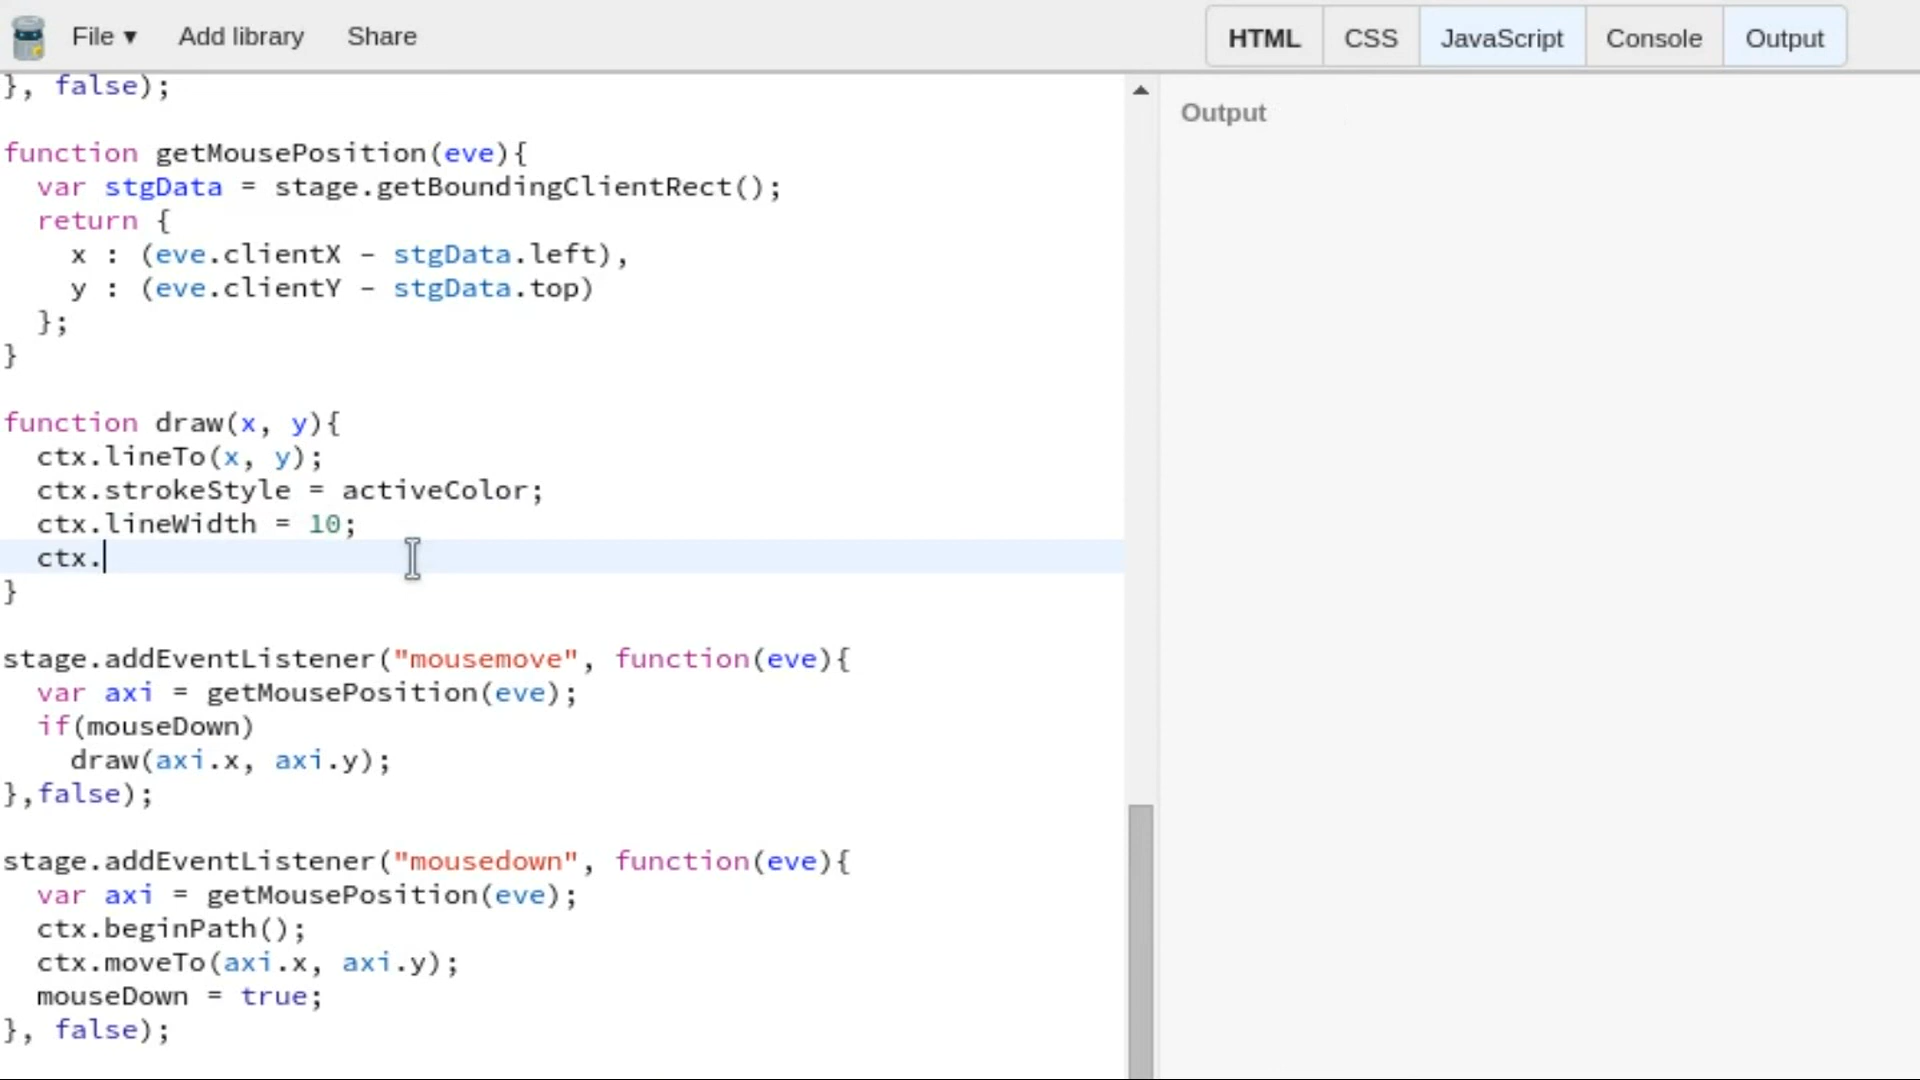 File ▾ Add library Share HTML CSS JavaScript Console Output
}, false);
Output
function getMousePosition(eve){
  var stgData = stage.getBoundingClientRect();
  return {
    x : (eve.clientX - stgData.left),
    y : (eve.clientY - stgData.top)
  };
}
function draw(x, y){
  ctx.lineTo(x, y);
  ctx.strokeStyle = activeColor;
  ctx.lineWidth = 10;
  ctx.
}
stage.addEventListener("mousemove", function(eve){
  var axi = getMousePosition(eve);
  if(mouseDown)
    draw(axi.x, axi.y);
},false);
stage.addEventListener("mousedown", function(eve){
  var axi = getMousePosition(eve);
  ctx.beginPath();
  ctx.moveTo(axi.x, axi.y);
  mouseDown = true;
}, false);